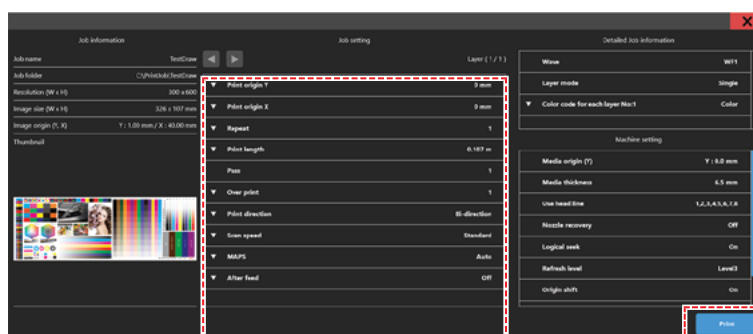 Job information
Job name TestDraw
Job folder C:\PrintJob\TestDraw
Resolution (W x H) 300 x 600
Image size (W x H) 326 x 107 mm
Image origin (Y, X) Y : 1.00 mm / X : 40.00 mm
Thumbnail
Job setting
Layer ( 1 / 1 )
Print origin Y 0 mm
Print origin X 0 mm
Repeat 1
Print length 0.107 m
Pass 1
Over print 1
Print direction Bi-direction
Scan speed Standard
MAPS Auto
After feed Off
Detailed Job information
Wave WF1
Layer mode Single
Color code for each layer No:1 Color
Machine setting
Media origin (Y) Y : 0.0 mm
Media thickness 6.5 mm
Use head line 1,2,3,4,5,6,7,8
Nozzle recovery Off
Logical seek On
Refresh level Level3
Origin shift On
Print